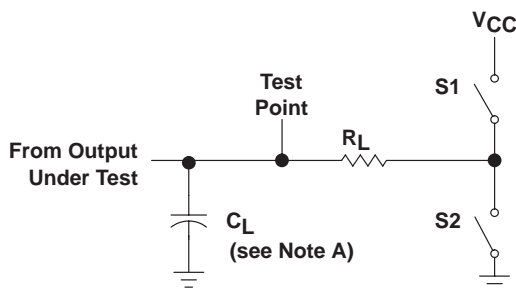 VCC
S1
Test
Point
RL
From Output
Under Test
S2
CL
(see Note A)